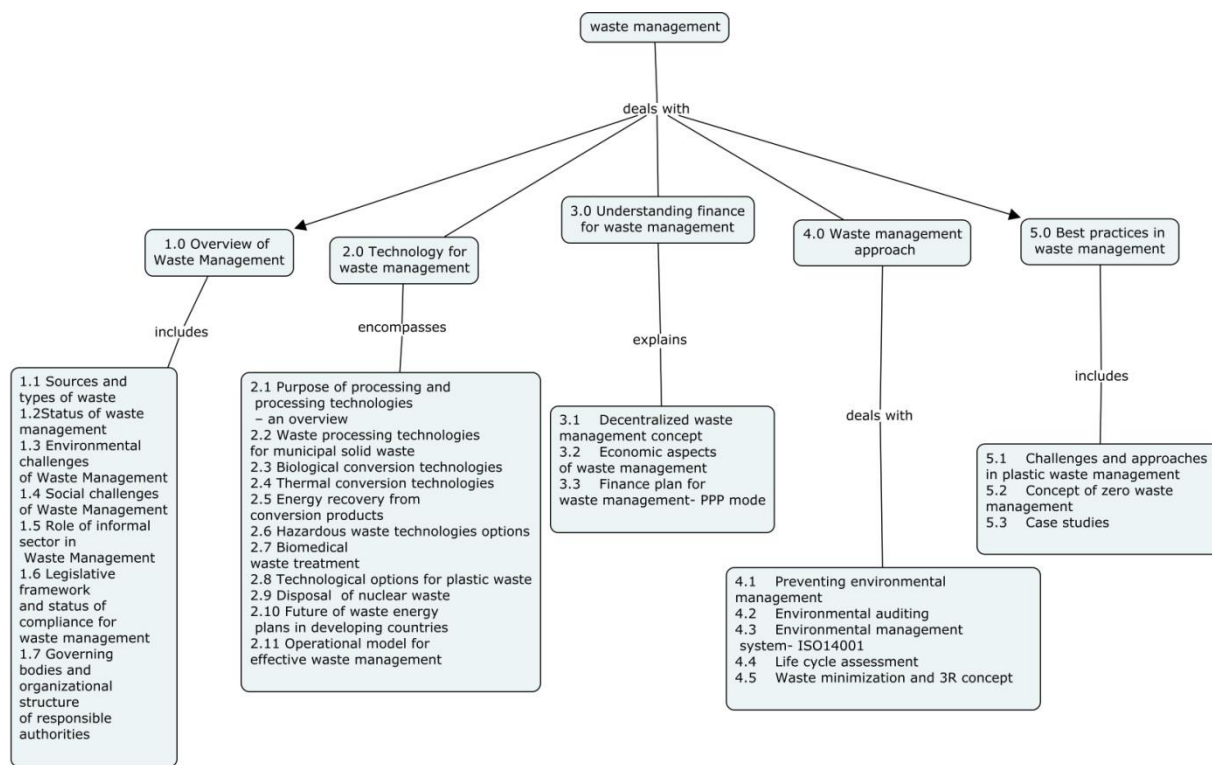 waste management
deals with
1.0 Overview of
Waste Management
2.0 Technology for
waste management
3.0 Understanding finance
for waste management
4.0 Waste management
approach
5.0 Best practices in
waste management
includes
encompasses
explains
deals with
includes
1.1 Sources and
types of waste
1.2Status of waste
management
1.3 Environmental
challenges
of Waste Management
1.4 Social challenges
of Waste Management
1.5 Role of informal
sector in
Waste Management
1.6 Legislative
framework
and status of
compliance for
waste management
1.7 Governing
bodies and
organizational
structure
of responsible
authorities
2.1 Purpose of processing and
processing technologies
– an overview
2.2 Waste processing technologies
for municipal solid waste
2.3 Biological conversion technologies
2.4 Thermal conversion technologies
2.5 Energy recovery from
conversion products
2.6 Hazardous waste technologies options
2.7 Biomedical
waste treatment
2.8 Technological options for plastic waste
2.9 Disposal of nuclear waste
2.10 Future of waste energy
plans in developing countries
2.11 Operational model for
effective waste management
3.1 Decentralized waste
management concept
3.2 Economic aspects
of waste management
3.3 Finance plan for
waste management- PPP mode
4.1 Preventing environmental
management
4.2 Environmental auditing
4.3 Environmental management
system- ISO14001
4.4 Life cycle assessment
4.5 Waste minimization and 3R concept
5.1 Challenges and approaches
in plastic waste management
5.2 Concept of zero waste
management
5.3 Case studies